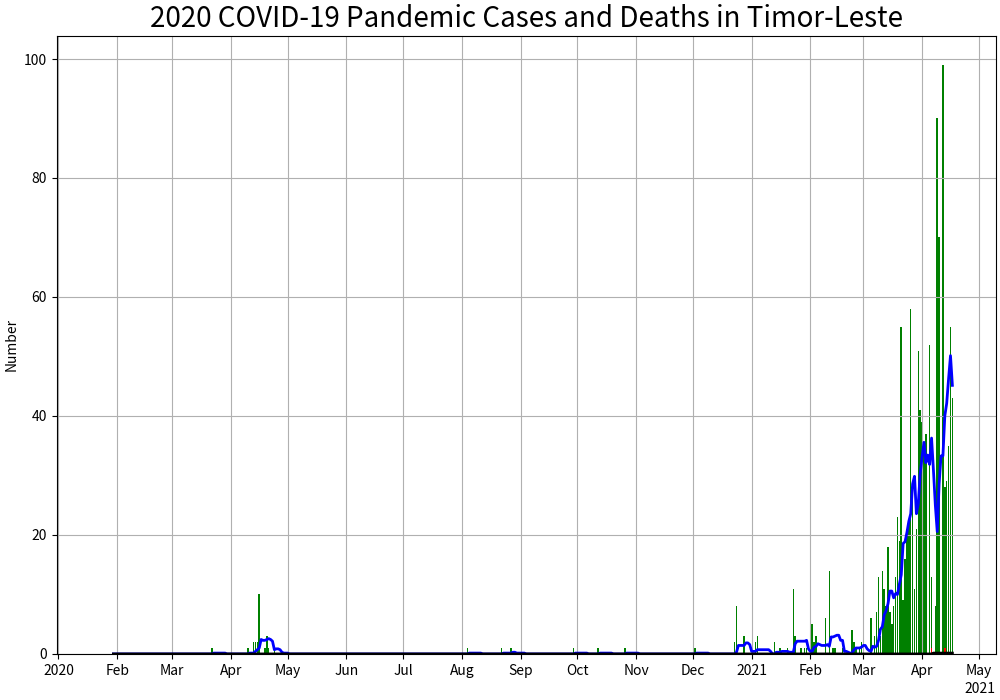 2020 COVID-19 Pandemic Cases and Deaths in Timor-Leste
100
80
60
40
20
0
Number
2020 Feb Mar Apr May Jun Jul Aug Sep Oct Nov Dec 2021 Feb Mar Apr May
2021